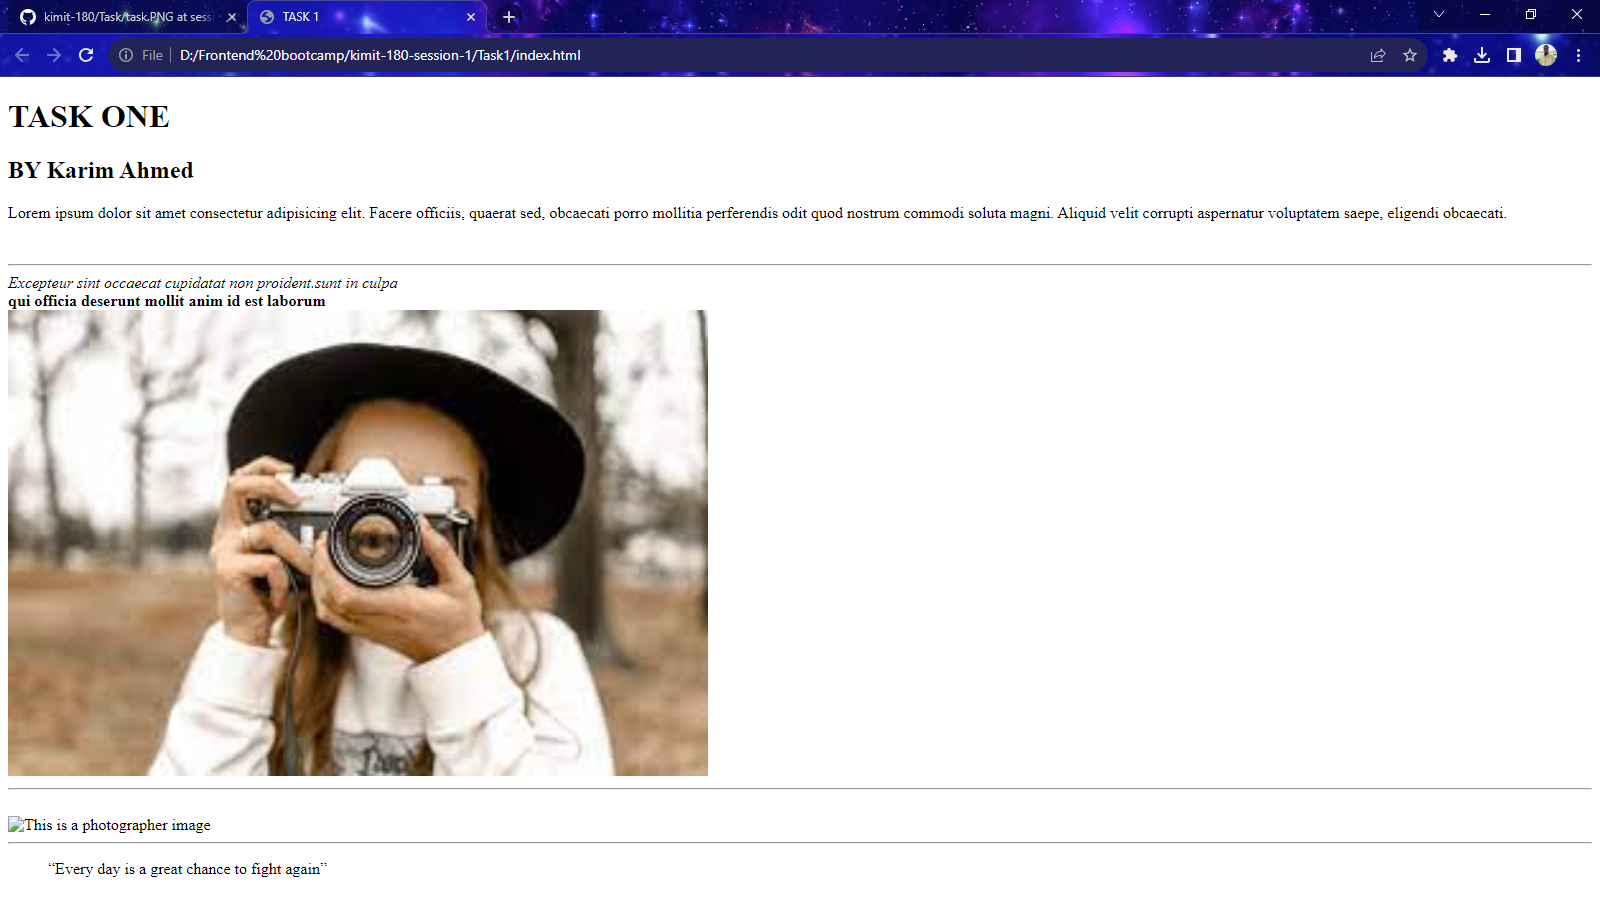 kimit-180/Task/task.PNG at sess
TASK 1
File
D:/Frontend%20bootcamp/kimit-180-session-1/Task1/index.html
TASK ONE
BY Karim Ahmed
Lorem ipsum dolor sit amet consectetur adipisicing elit. Facere officiis, quaerat sed, obcaecati porro mollitia perferendis odit quod nostrum commodi soluta magni. Aliquid velit corrupti aspernatur voluptatem saepe, eligendi obcaecati.
Excepteur sint occaecat cupidatat non proident.sunt in culpa
qui officia deserunt mollit anim id est laborum
This is a photographer image
“Every day is a great chance to fight again”